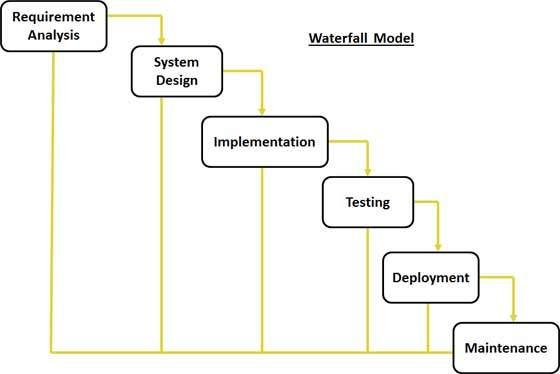 Requirement
Analysis
Waterfall Model
System
Design
Implementation
Testing
Deployment
Maintenance